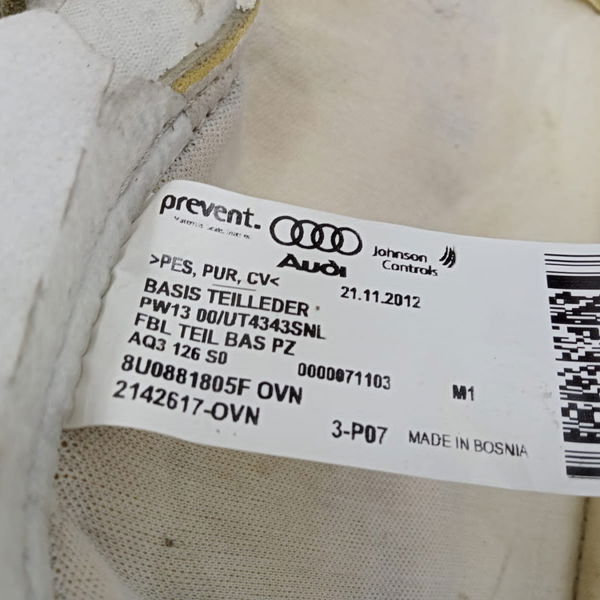 prevent.
Audi
Johnson
Controls
>PES, PUR, CV<
21.11.2012
BASIS TEILLEDER
PW13 00/UT4343SNL
FBL TEIL BAS PZ
AQ3 126 S0
0000071103
M1
8U0881805F OVN
2142617-OVN
3-P07
MADE IN BOSNIA